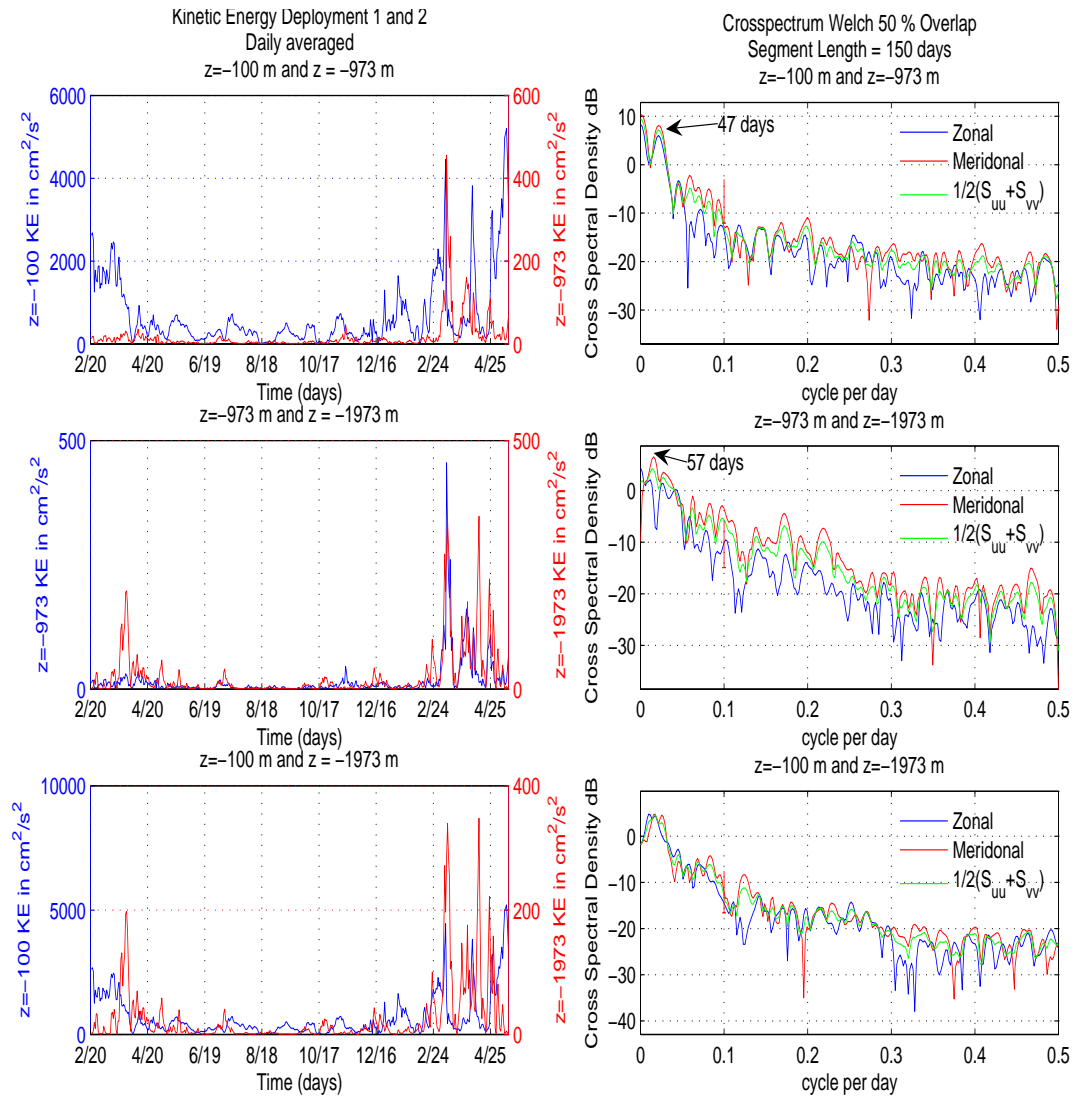 Kinetic Energy Deployment 1 and 2
Daily averaged
z=−100 m and z = −973 m
6000
4000
2000
0
z=−100 KE in cm²/s²
600
400
200
0
z=−973 KE in cm²/s²
2/20 4/20 6/19 8/18 10/17 12/16 2/24 4/25
Time (days)
Crosspectrum Welch 50 % Overlap
Segment Length = 150 days
z=−100 m and z=−973 m
Cross Spectral Density dB
10
0
−10
−20
−30
47 days
Zonal
Meridonal
1/2(S_uu+S_vv)
0 0.1 0.2 0.3 0.4 0.5
cycle per day
z=−973 m and z = −1973 m
500
0
z=−973 KE in cm²/s²
500
0
z=−1973 KE in cm²/s²
2/20 4/20 6/19 8/18 10/17 12/16 2/24 4/25
Time (days)
z=−973 m and z=−1973 m
Cross Spectral Density dB
0
−10
−20
−30
57 days
Zonal
Meridonal
1/2(S_uu+S_vv)
0 0.1 0.2 0.3 0.4 0.5
cycle per day
z=−100 m and z = −1973 m
10000
5000
0
z=−100 KE in cm²/s²
400
200
0
z=−1973 KE in cm²/s²
2/20 4/20 6/19 8/18 10/17 12/16 2/24 4/25
Time (days)
z=−100 m and z=−1973 m
Cross Spectral Density dB
0
−10
−20
−30
−40
Zonal
Meridonal
1/2(S_uu+S_vv)
0 0.1 0.2 0.3 0.4 0.5
cycle per day